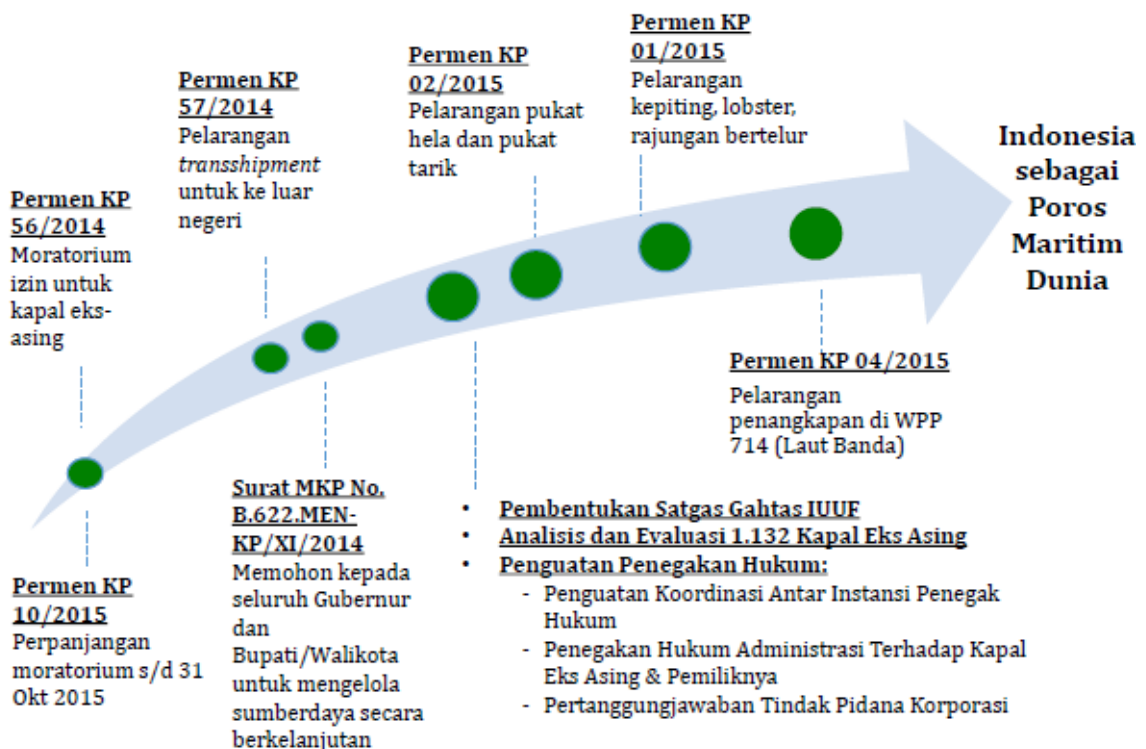 Permen KP
56/2014
Moratorium
izin untuk
kapal eks-
asing
Permen KP
10/2015
Perpanjangan
moratorium s/d 31
Okt 2015
Permen KP
57/2014
Pelarangan
transshipment
untuk ke luar
negeri
Surat MKP No.
B.622.MEN-
KP/XI/2014
Memohon kepada
seluruh Gubernur
dan
Bupati/Walikota
untuk mengelola
sumberdaya secara
berkelanjutan
Permen KP
02/2015
Pelarangan pukat
hela dan pukat
tarik
• Pembentukan Satgas Gahtas IUUF
• Analisis dan Evaluasi 1.132 Kapal Eks Asing
• Penguatan Penegakan Hukum:
- Penguatan Koordinasi Antar Instansi Penegak
Hukum
- Penegakan Hukum Administrasi Terhadap Kapal
Eks Asing & Pemiliknya
- Pertanggungjawaban Tindak Pidana Korporasi
Permen KP
01/2015
Pelarangan
kepiting, lobster,
rajungan bertelur
Permen KP 04/2015
Pelarangan
penangkapan di WPP
714 (Laut Banda)
Indonesia
sebagai
Poros
Maritim
Dunia